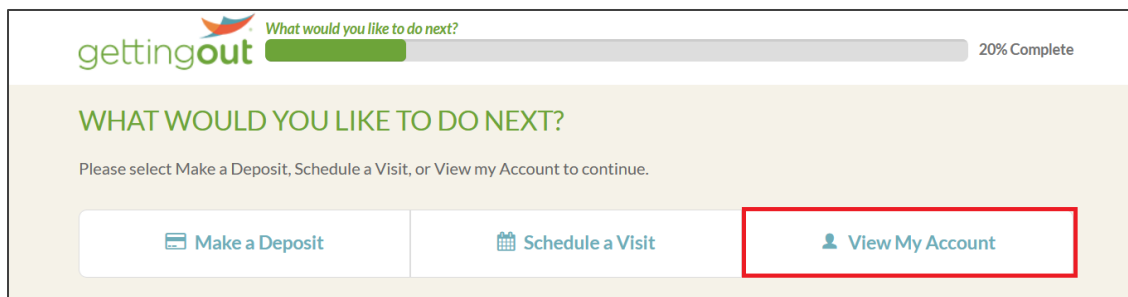 What would you like to do next?
gettingout
20% Complete
WHAT WOULD YOU LIKE TO DO NEXT?
Please select Make a Deposit, Schedule a Visit, or View my Account to continue.
Make a Deposit
Schedule a Visit
View My Account